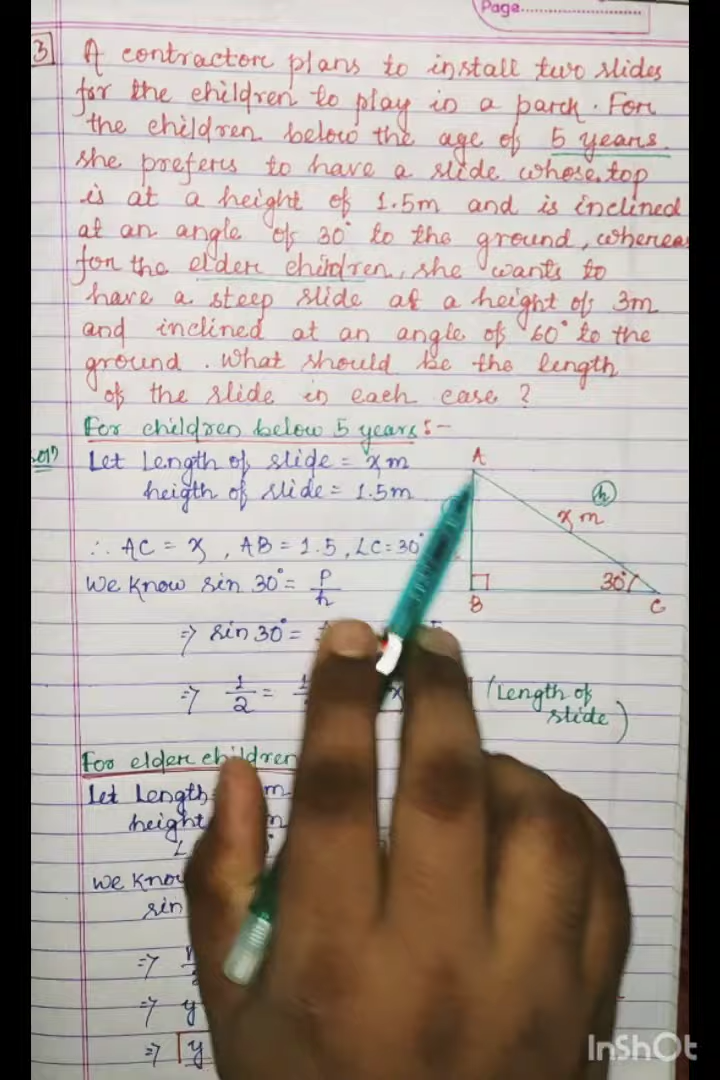 Page
3 A contractor plans to install two slides
for the children to play in a parck. For
the children below the age of 5 years.
she prefers to have a slide whose top
is at a height of 1.5m and is inclined
at an angle of 30° to the ground, whereas
for the elder children, she wants to
have a steep slide at a height of 3m
and inclined at an angle of 60° to the
ground. What should be the length
of the slide in each case?
For children below 5 years:-
Let Length of slide = x m
heigth of slide = 1.5m
∴ AC = x, AB = 1.5, ∠C=30°
We know sin 30° = P/h
⇒ sin 30° =
⇒ 1/2 =
(Length of slide)
A
h
x m
30°
B
C
For elder children
Let Length
m
height
we know
sin
⇒
⇒ y
⇒ y
InShOt